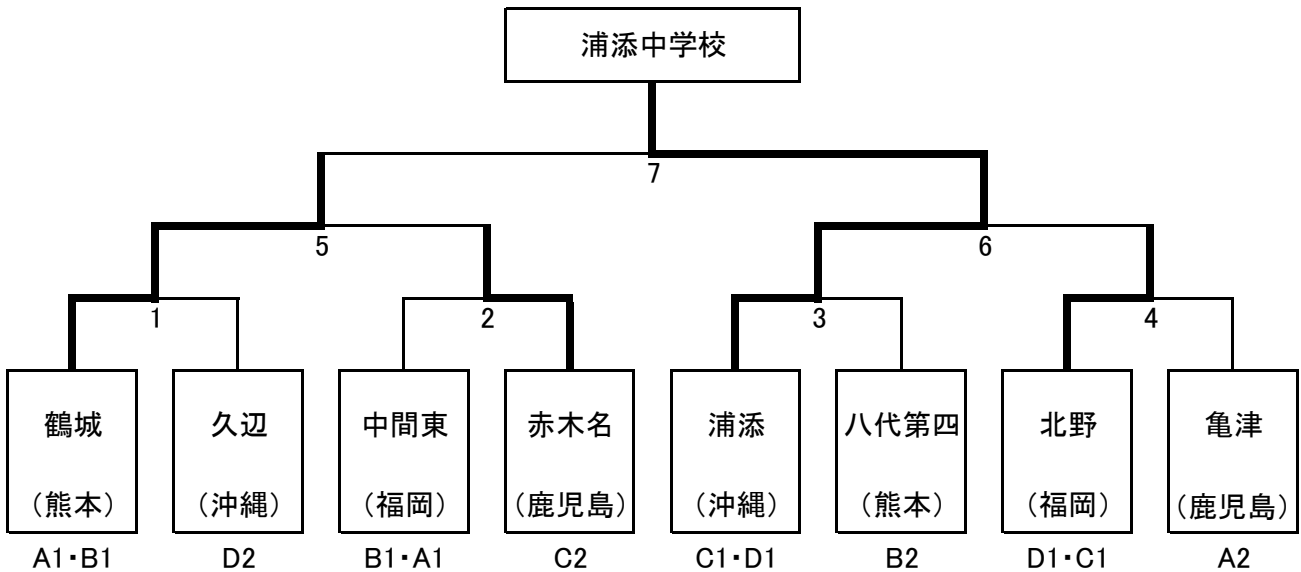 浦添中学校
7
5 6
1 2 3 4
鶴城 久辺 中間東 赤木名 浦添 八代第四 北野 亀津
（熊本） （沖縄） （福岡） （鹿児島） （沖縄） （熊本） （福岡） （鹿児島）
A1・B1 D2 B1・A1 C2 C1・D1 B2 D1・C1 A2